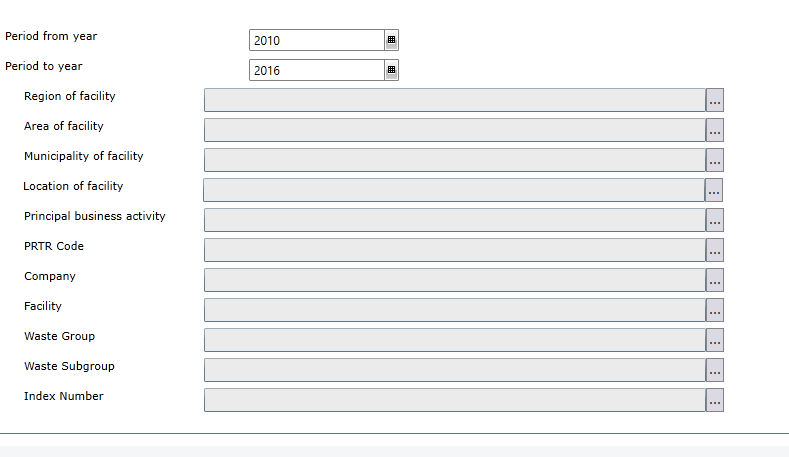 Period from year 2010
Period to year 2016
Region of facility ...
Area of facility ...
Municipality of facility ...
Location of facility ...
Principal business activity ...
PRTR Code ...
Company ...
Facility ...
Waste Group ...
Waste Subgroup ...
Index Number ...